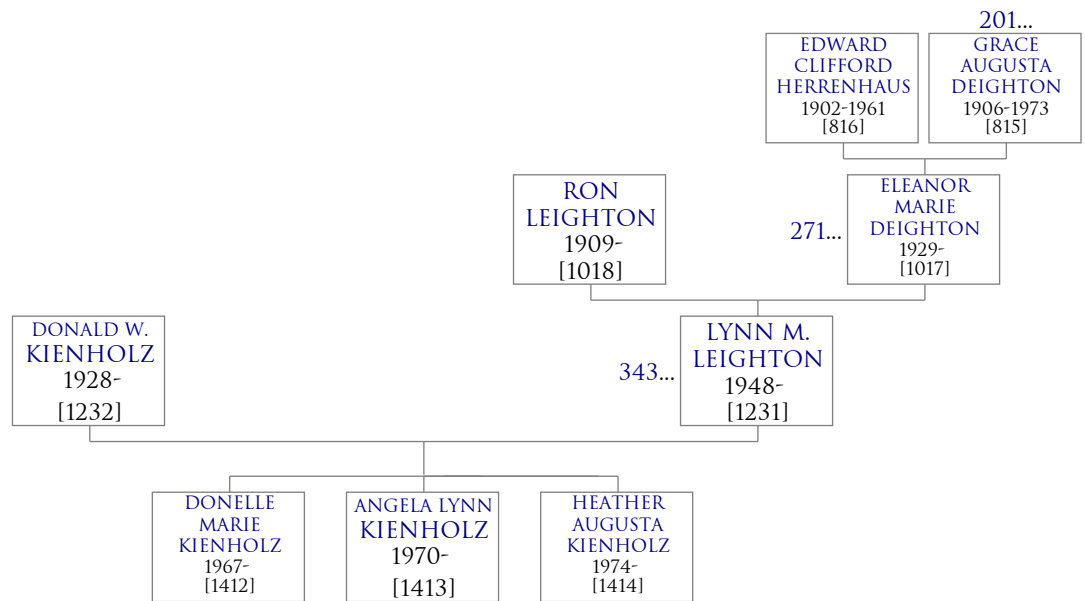 201...
EDWARD
CLIFFORD
HERRENHAUS
1902-1961
[816]
GRACE
AUGUSTA
DEIGHTON
1906-1973
[815]
RON
LEIGHTON
1909-
[1018]
271...
ELEANOR
MARIE
DEIGHTON
1929-
[1017]
DONALD W.
KIENHOLZ
1928-
[1232]
343...
LYNN M.
LEIGHTON
1948-
[1231]
DONELLE
MARIE
KIENHOLZ
1967-
[1412]
ANGELA LYNN
KIENHOLZ
1970-
[1413]
HEATHER
AUGUSTA
KIENHOLZ
1974-
[1414]